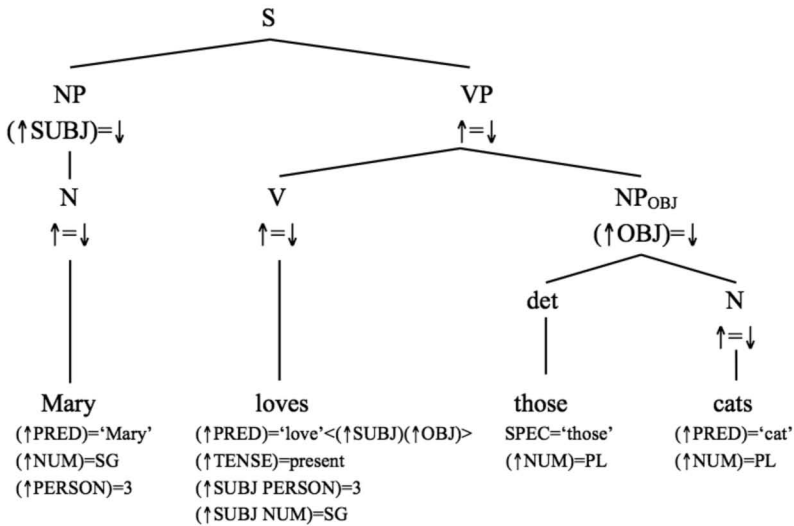 S
NP VP
(↑SUBJ)=↓ ↑=↓
N V NP_OBJ
↑=↓ ↑=↓ (↑OBJ)=↓
det N
↑=↓
Mary loves those cats
(↑PRED)=‘Mary’ (↑PRED)=‘love’<(↑SUBJ)(↑OBJ)> SPEC=‘those’ (↑PRED)=‘cat’
(↑NUM)=SG (↑TENSE)=present (↑NUM)=PL (↑NUM)=PL
(↑PERSON)=3 (↑SUBJ PERSON)=3
(↑SUBJ NUM)=SG